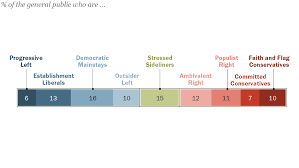 % of the general public who are ...
Progressive Left
Democratic Mainstays
Stressed Sideliners
Populist Right
Faith and Flag Conservatives
Establishment Liberals
Outsider Left
Ambivalent Right
Committed Conservatives
6 13 16 10 15 12 11 7 10